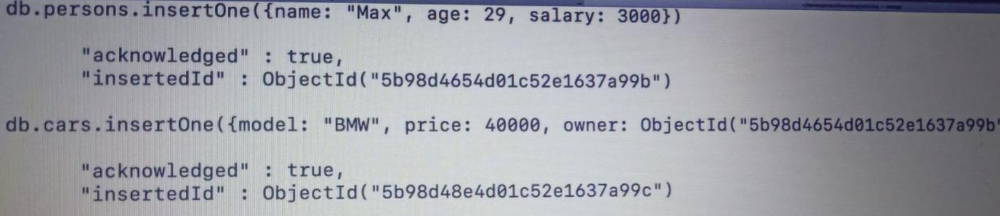 db.persons.insertOne({name: "Max", age: 29, salary: 3000})
"acknowledged" : true,
"insertedId" : ObjectId("5b98d4654d01c52e1637a99b")
db.cars.insertOne({model: "BMW", price: 40000, owner: ObjectId("5b98d4654d01c52e1637a99b"
"acknowledged" : true,
"insertedId" : ObjectId("5b98d48e4d01c52e1637a99c")